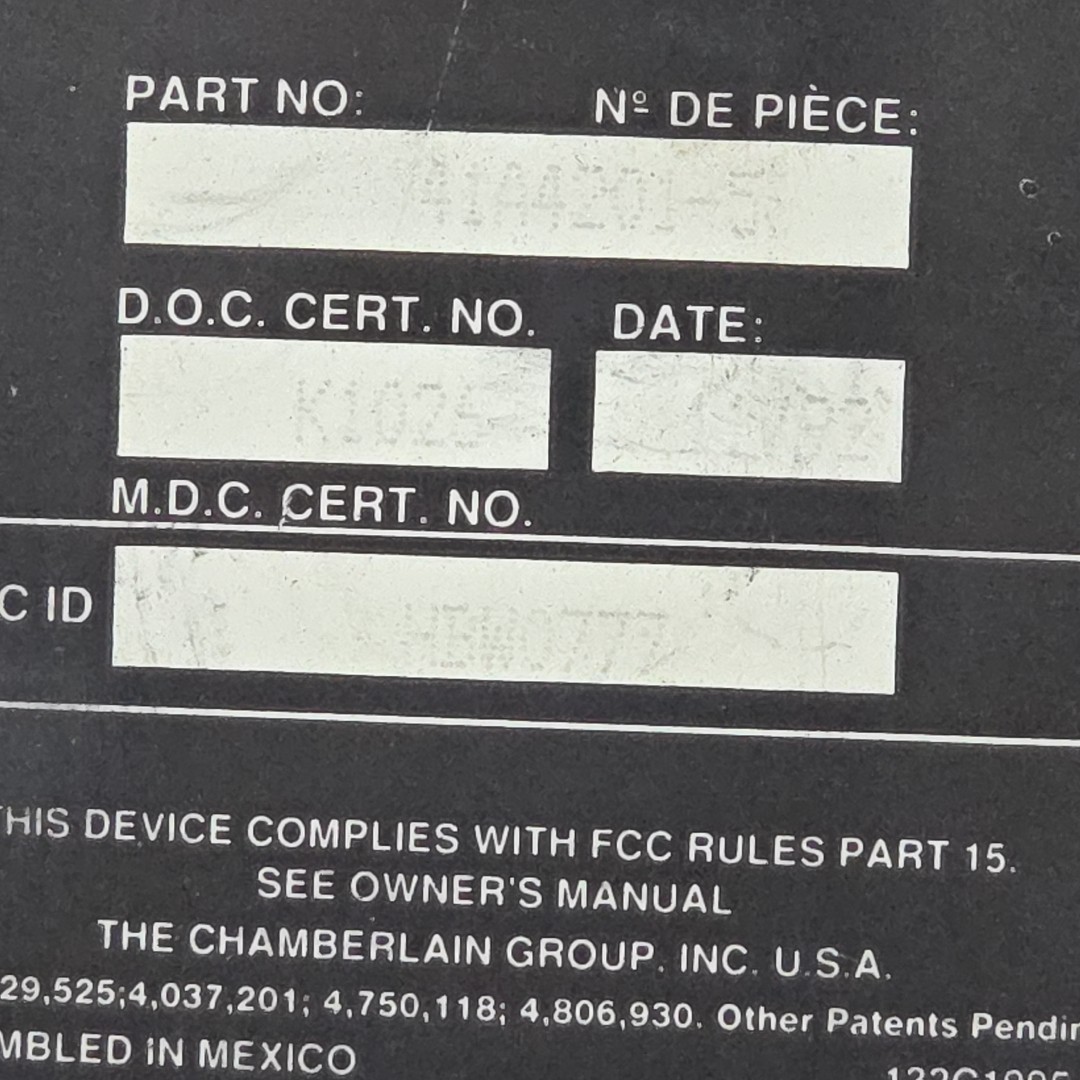 PART NO: Nº DE PIÈCE:
D.O.C. CERT. NO. DATE:
M.D.C. CERT. NO.
C ID
THIS DEVICE COMPLIES WITH FCC RULES PART 15.
SEE OWNER'S MANUAL
THE CHAMBERLAIN GROUP, INC. U.S.A.
29,525;4,037,201; 4,750,118; 4,806,930. Other Patents Pendin
MBLED IN MEXICO